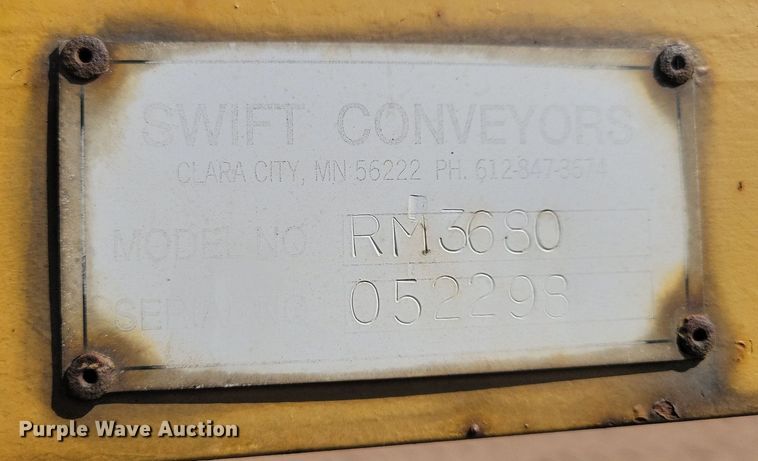 SWIFT CONVEYORS
CLARA CITY, MN 56222 PH. 612-847-3574
MODEL NO. RM3680
SERIAL NO. 052298
Purple Wave Auction